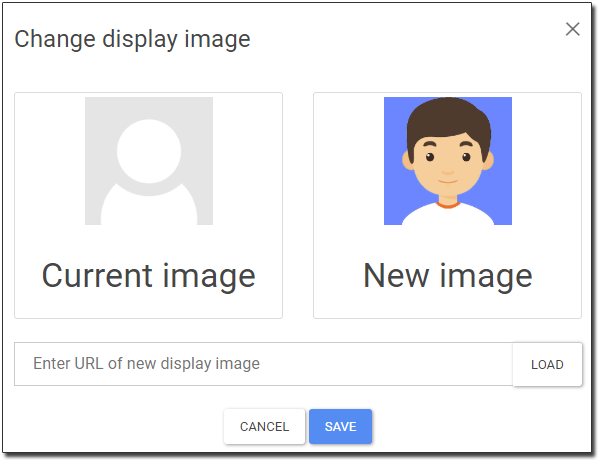 Change display image
Current image
New image
Enter URL of new display image
LOAD
CANCEL
SAVE